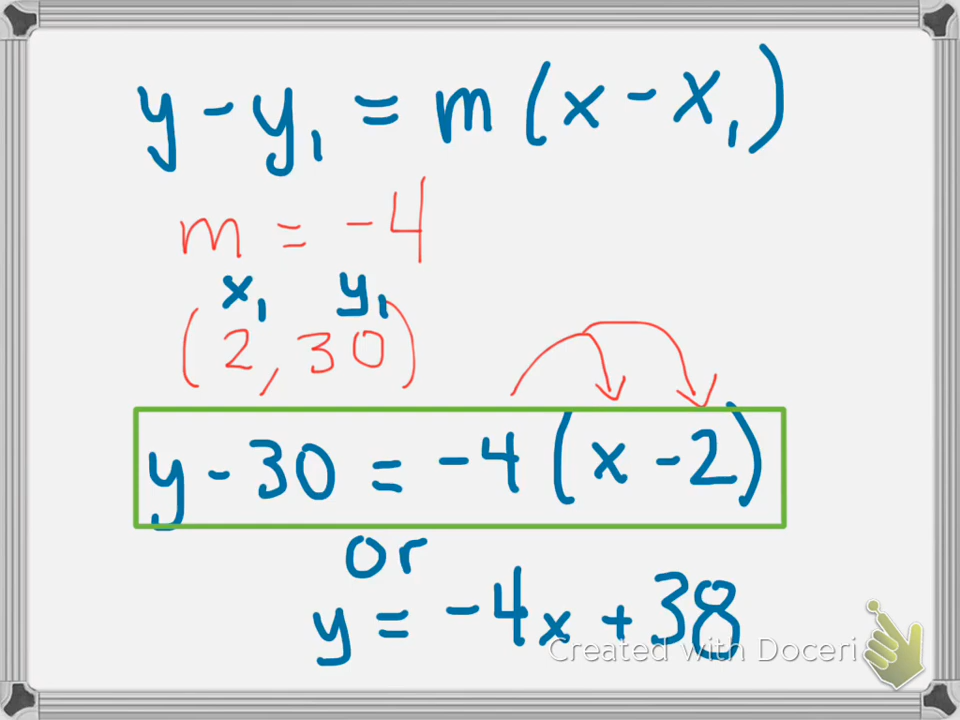 y - y₁ = m(x - x₁)
m = -4
x₁ y₁
(2, 30)
y - 30 = -4(x - 2)
or
y = -4x + 38
Created with Doceri